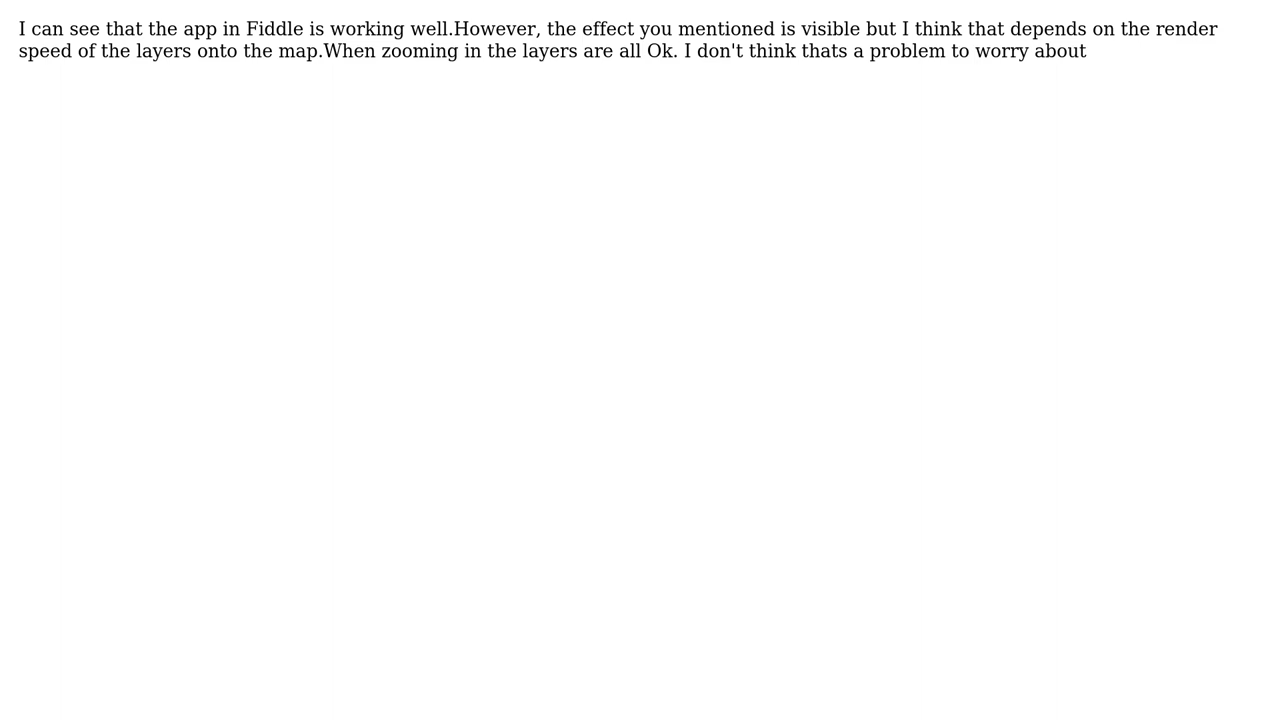 I can see that the app in Fiddle is working well.However, the effect you mentioned is visible but I think that depends on the render
speed of the layers onto the map.When zooming in the layers are all Ok. I don't think thats a problem to worry about